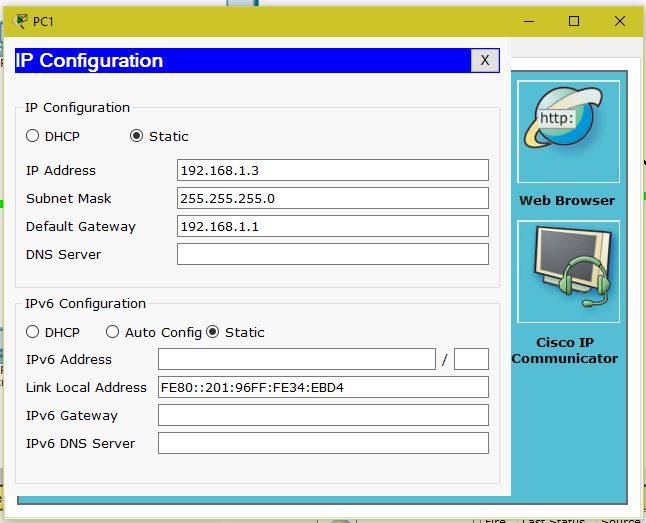 PC1
IP Configuration X
IP Configuration
DHCP Static
IP Address 192.168.1.3
Subnet Mask 255.255.255.0
Default Gateway 192.168.1.1
DNS Server
IPv6 Configuration
DHCP Auto Config Static
IPv6 Address /
Link Local Address FE80::201:96FF:FE34:EBD4
IPv6 Gateway
IPv6 DNS Server
http:
Web Browser
Cisco IP
Communicator
Fire Last Status Source